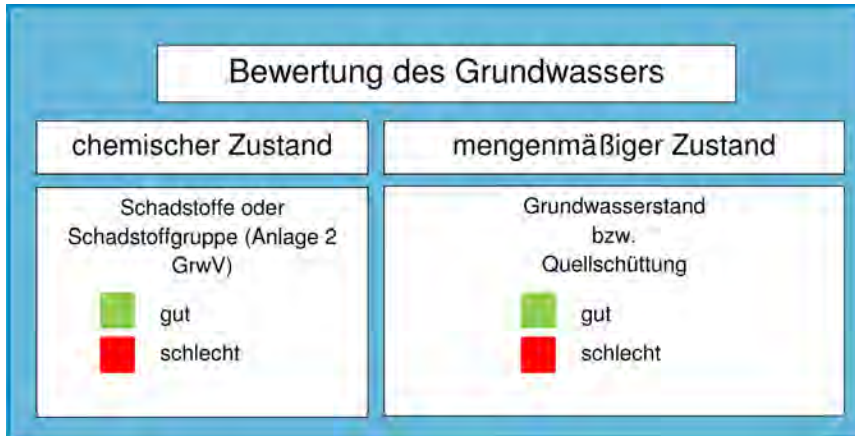 Bewertung des Grundwassers
chemischer Zustand
Schadstoffe oder
Schadstoffgruppe (Anlage 2
GrwV)
gut
schlecht
mengenmäßiger Zustand
Grundwasserstand
bzw.
Quellschüttung
gut
schlecht